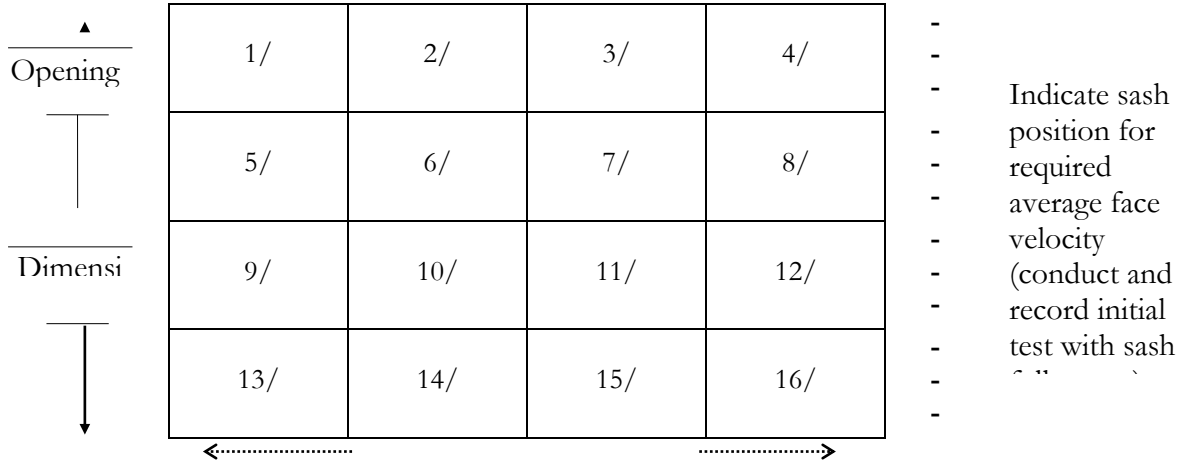 Opening
Dimensi
1/ 2/ 3/ 4/
5/ 6/ 7/ 8/
9/ 10/ 11/ 12/
13/ 14/ 15/ 16/
-
-
-
-
-
-
-
-
-
-
-
-
Indicate sash
position for
required
average face
velocity
(conduct and
record initial
test with sash